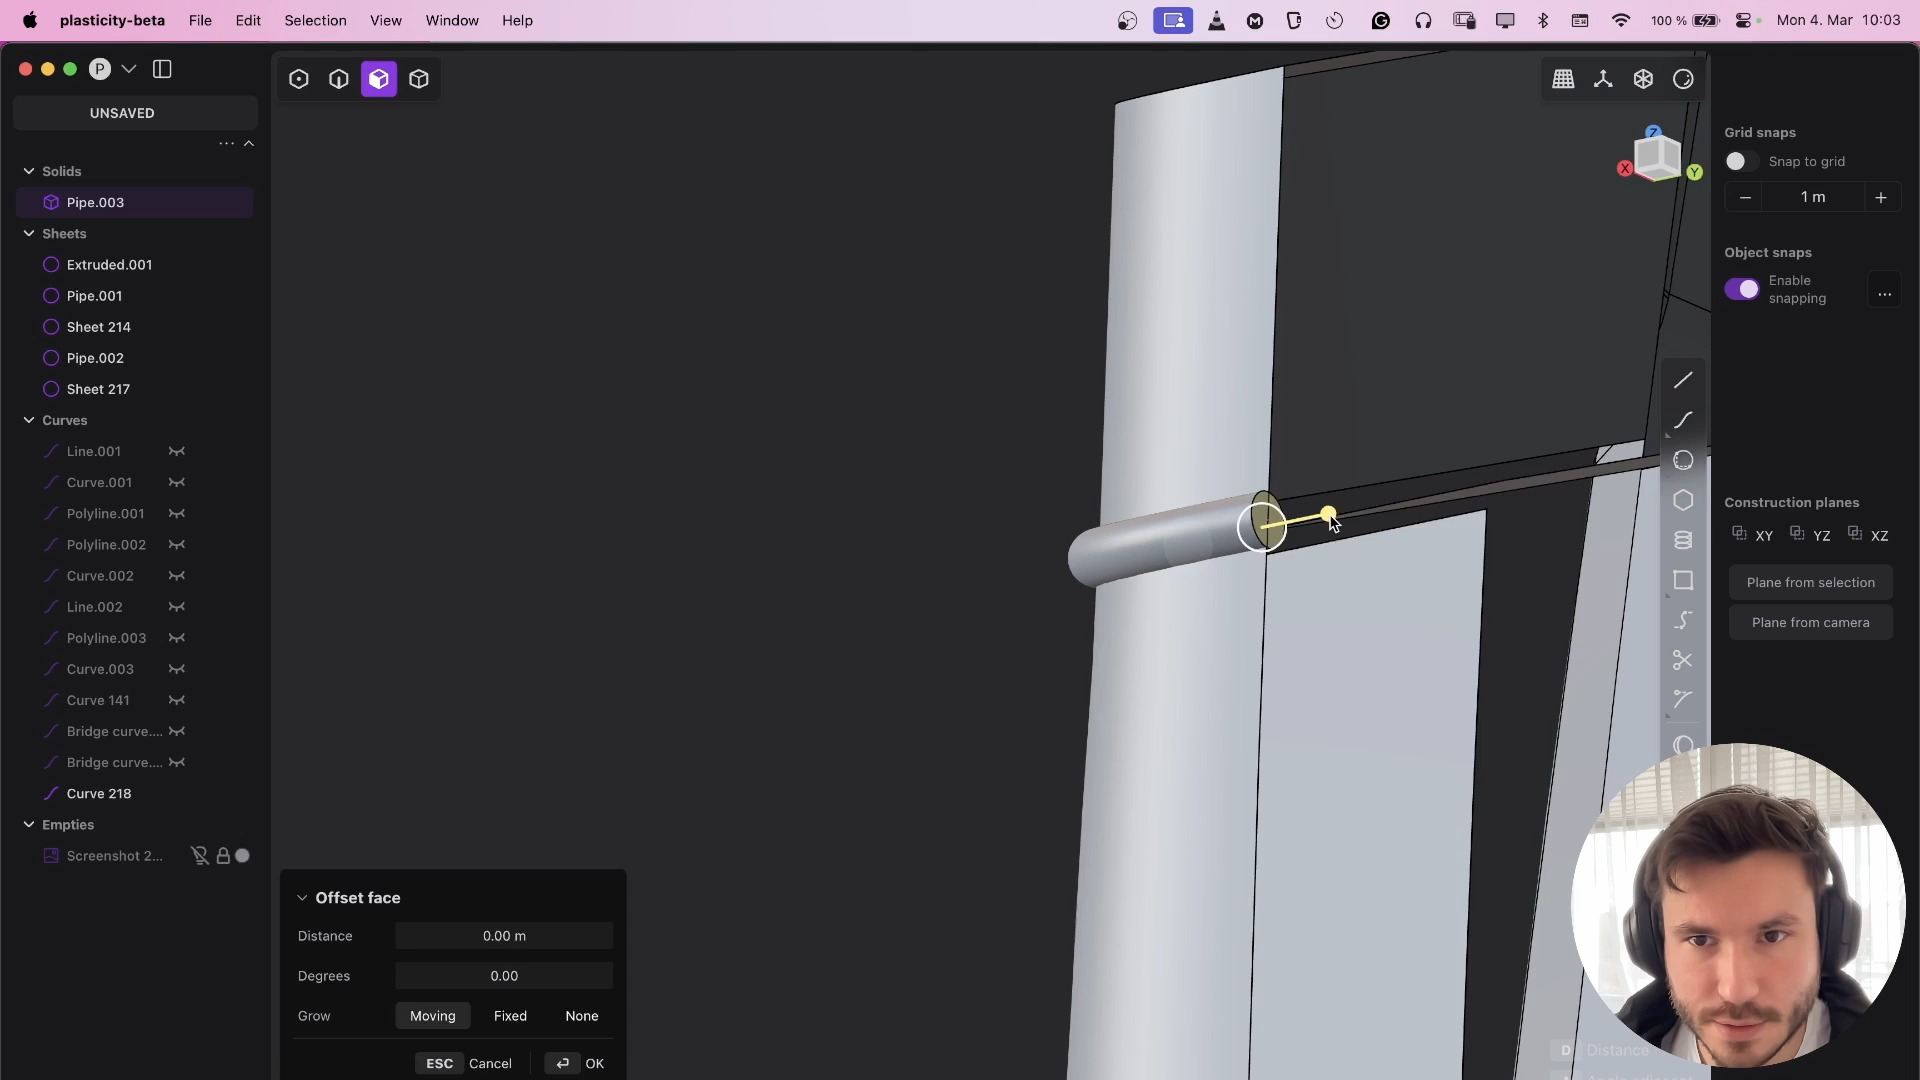 plasticity-beta File Edit Selection View Window Help
100 % Mon 4. Mar 10:03
P
UNSAVED
Solids
Pipe.003
Sheets
Extruded.001
Pipe.001
Sheet 214
Pipe.002
Sheet 217
Curves
Line.001
Curve.001
Polyline.001
Polyline.002
Curve.002
Line.002
Polyline.003
Curve.003
Curve 141
Bridge curve....
Bridge curve....
Curve 218
Empties
Screenshot 2...
Offset face
Distance 0.00 m
Degrees 0.00
Grow Moving Fixed None
ESC Cancel OK
Z
X
Y
Grid snaps
Snap to grid
− 1 m +
Object snaps
Enable
snapping
...
Construction planes
XY YZ XZ
Plane from selection
Plane from camera
D Distance